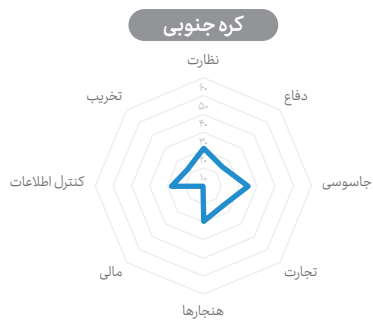 کره جنوبی
نظارت
تخریب
دفاع
۶۰
۵۰
۴۰
۳۰
۱۰
کنترل اطلاعات
جاسوسی
مالی
تجارت
هنجارها